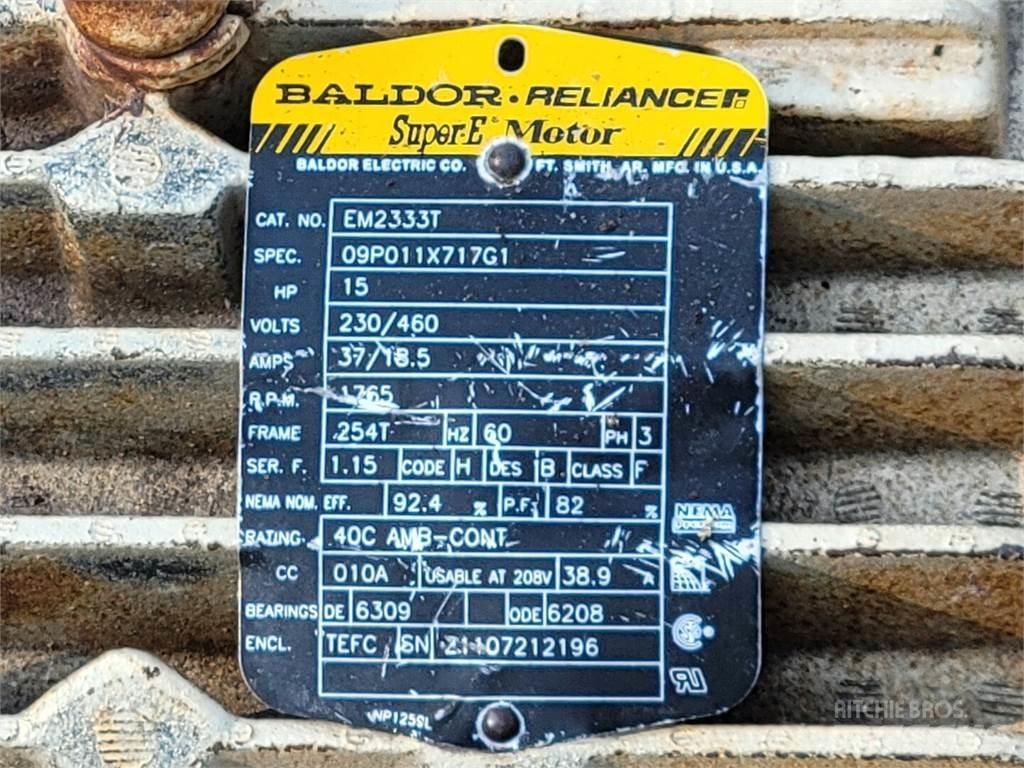 BALDOR • RELIANCER
Super-E® Motor
BALDOR ELECTRIC CO. FT. SMITH, AR. MFG. IN U.S.A.
CAT. NO. EM2333T
SPEC. 09P011X717G1
HP 15
VOLTS 230/460
AMPS 37/18.5
R.P.M. 1765
FRAME 254T HZ 60 PH 3
SER. F. 1.15 CODE H DES B CLASS F
NEMA NOM. EFF. 92.4 % P.F. 82 %
NEMA Premium
RATING. 40C AMB-CONT
CC 010A USABLE AT 208V 38.9 A
BEARINGS DE 6309 ODE 6208
ENCL. TEFC SN Z1107212196
NP1259L
RITCHIE BROS.